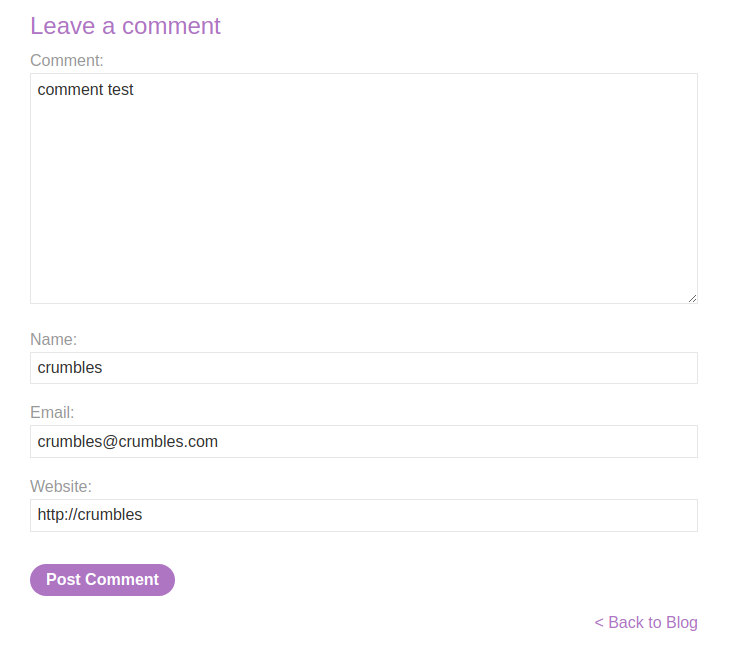 Leave a comment
Comment:
comment test
Name:
crumbles
Email:
crumbles@crumbles.com
Website:
http://crumbles
Post Comment
< Back to Blog